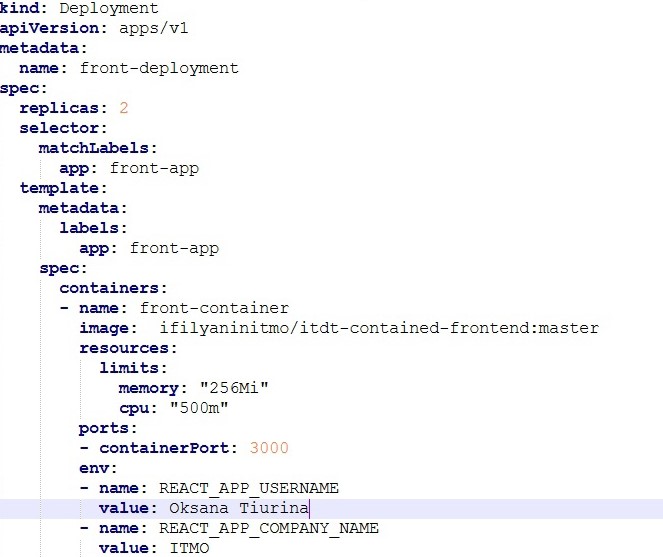 kind: Deployment
apiVersion: apps/v1
metadata:
  name: front-deployment
spec:
  replicas: 2
  selector:
    matchLabels:
      app: front-app
  template:
    metadata:
      labels:
        app: front-app
    spec:
      containers:
      - name: front-container
        image:  ifilyaninitmo/itdt-contained-frontend:master
        resources:
          limits:
            memory: "256Mi"
            cpu: "500m"
        ports:
        - containerPort: 3000
        env:
        - name: REACT_APP_USERNAME
          value: Oksana Tiurina
        - name: REACT_APP_COMPANY_NAME
          value: ITMO